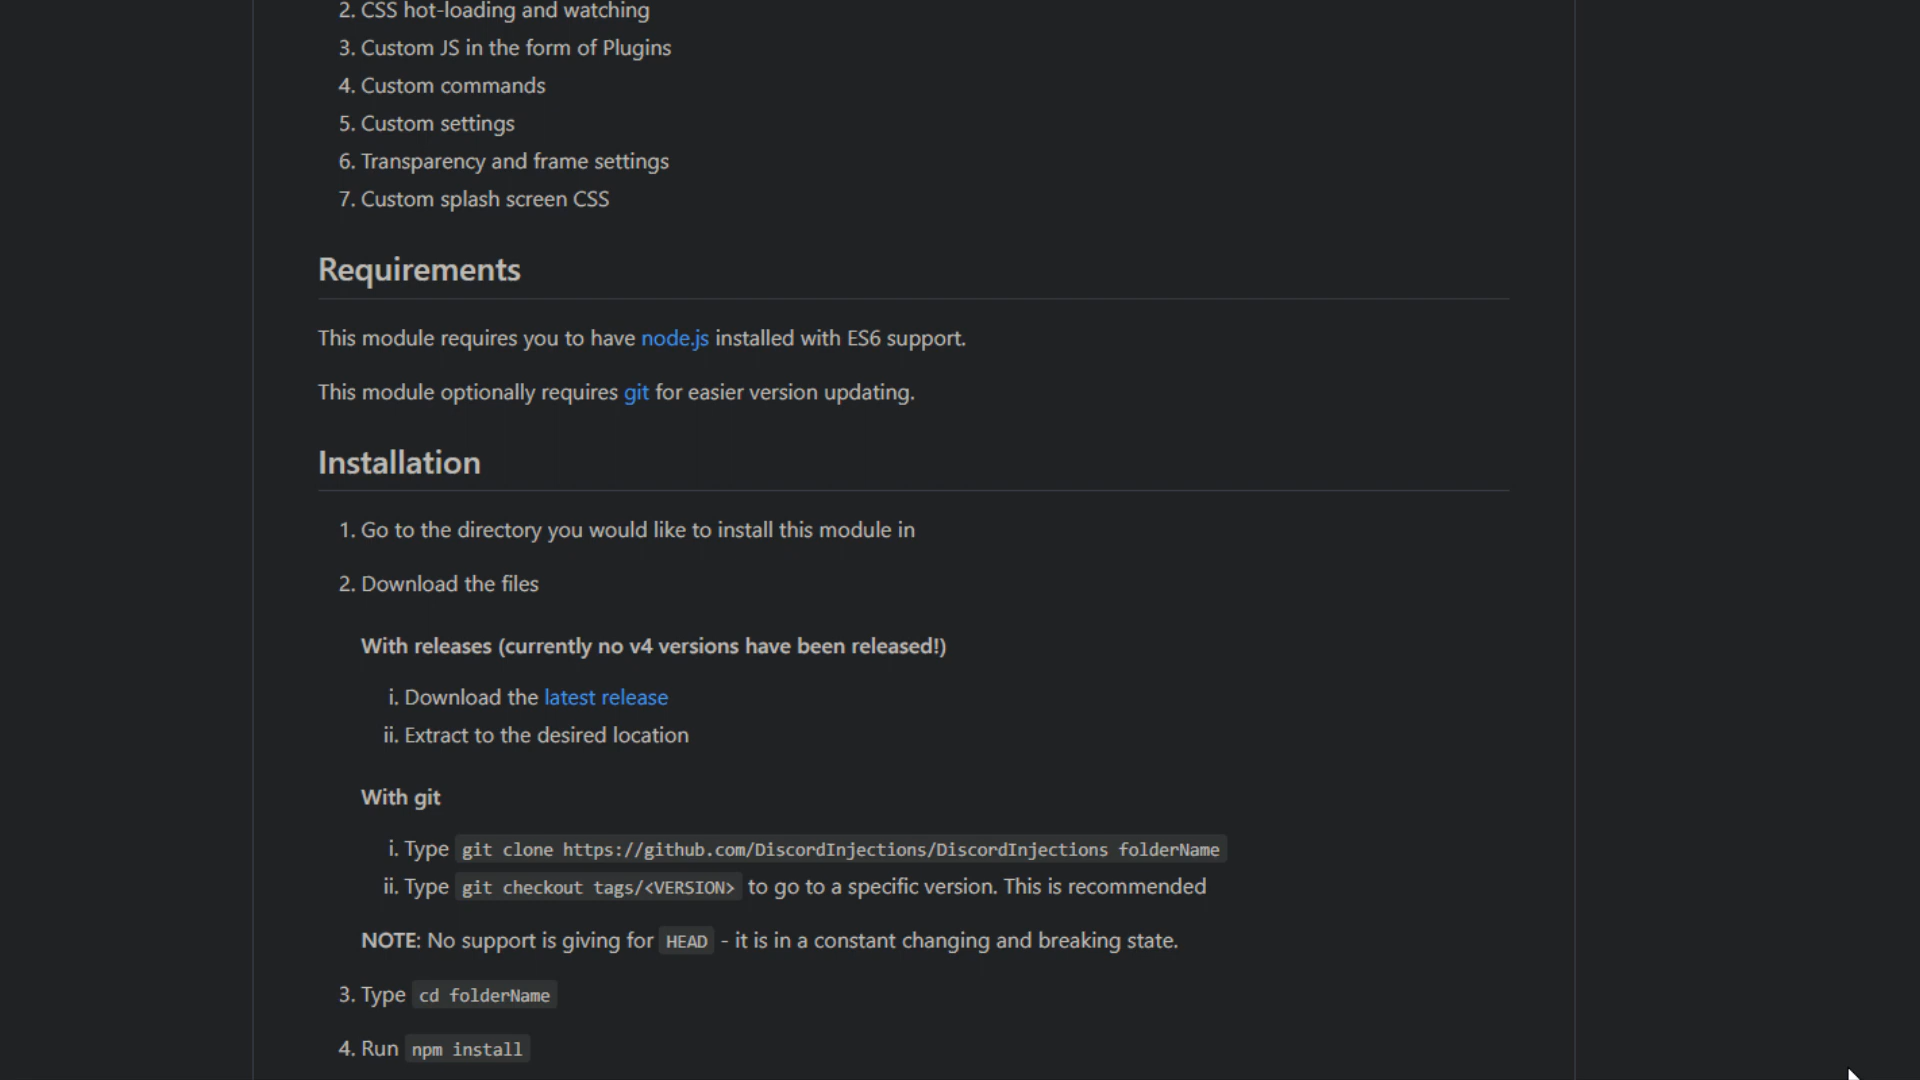 2. CSS hot-loading and watching
3. Custom JS in the form of Plugins
4. Custom commands
5. Custom settings
6. Transparency and frame settings
7. Custom splash screen CSS
Requirements
This module requires you to have node.js installed with ES6 support.
This module optionally requires git for easier version updating.
Installation
1. Go to the directory you would like to install this module in
2. Download the files
With releases (currently no v4 versions have been released!)
i. Download the latest release
ii. Extract to the desired location
With git
i. Type git clone https://github.com/DiscordInjections/DiscordInjections folderName
ii. Type git checkout tags/<VERSION> to go to a specific version. This is recommended
NOTE: No support is giving for HEAD - it is in a constant changing and breaking state.
3. Type cd folderName
4. Run npm install